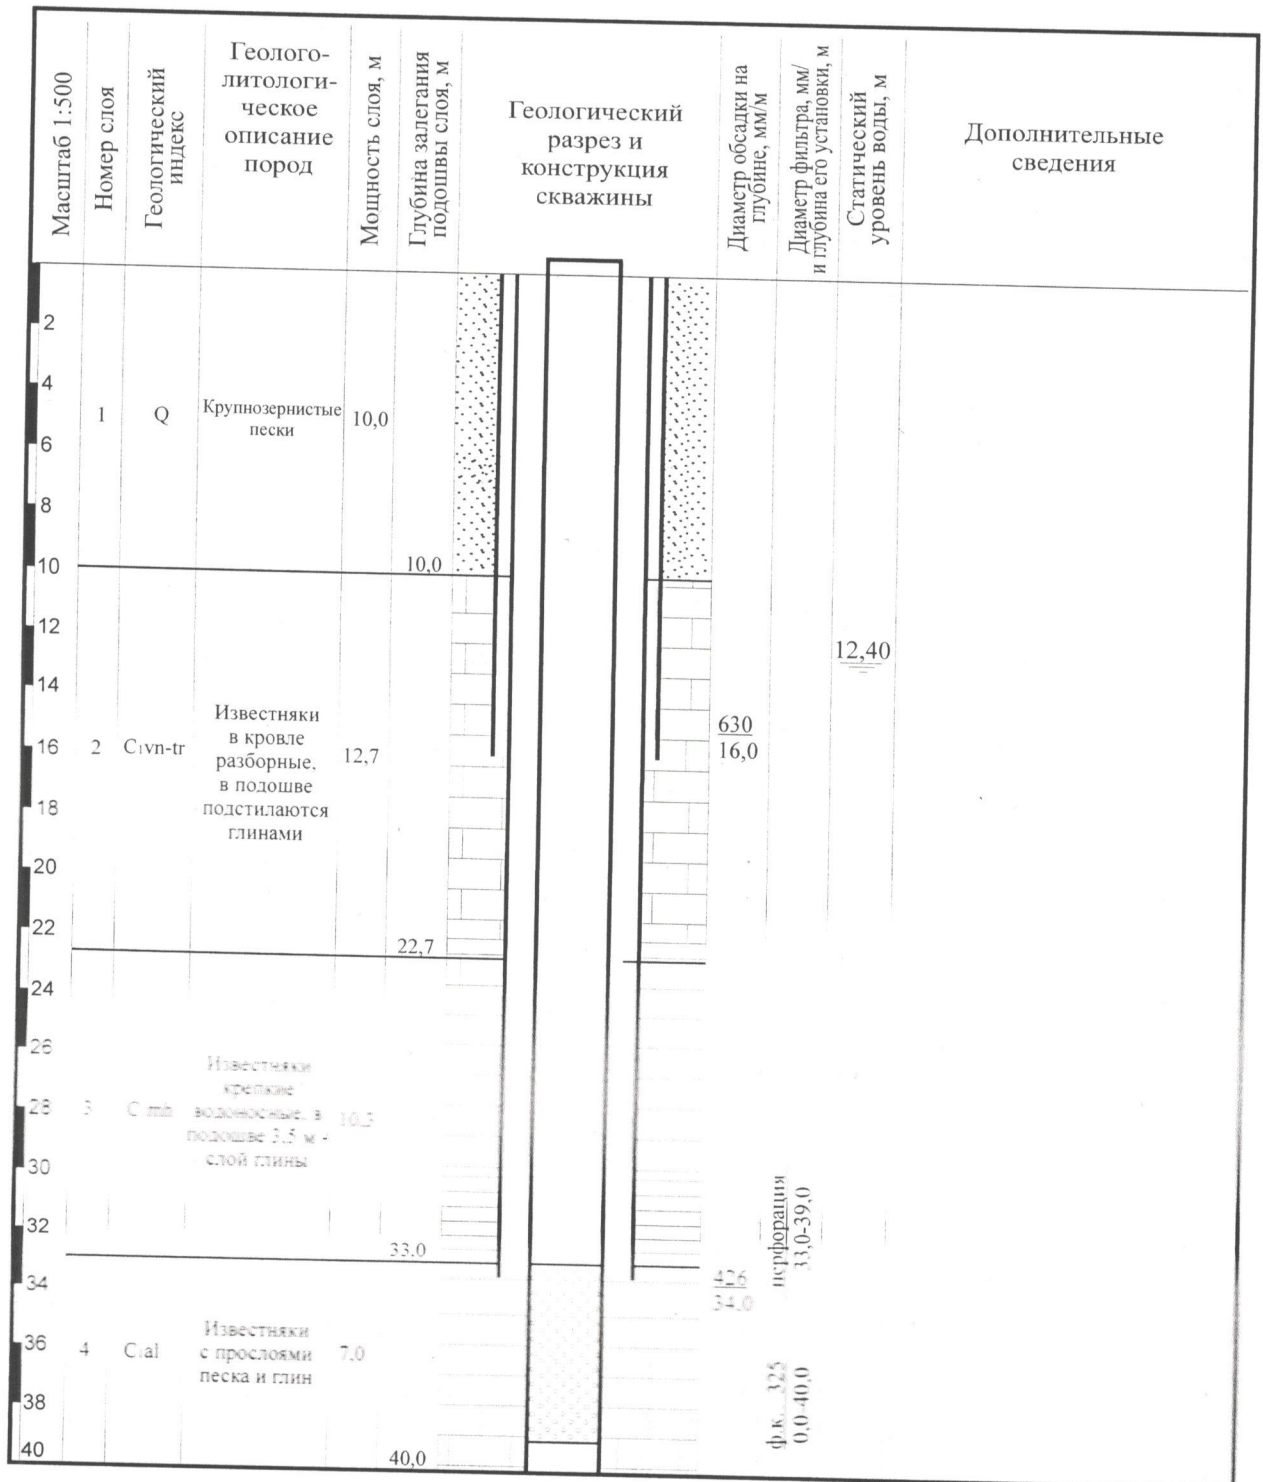 Масштаб 1:500
Номер слоя
Геологический
индекс
Геолого-
литологи-
ческое
описание
пород
Мощность слоя, м
Глубина залегания
подошвы слоя, м
Геологический
разрез и
конструкция
скважины
Диаметр обсадки на
глубине, мм/м
Диаметр фильтра, мм/
и глубина его установки, м
Статический
уровень воды, м
Дополнительные
сведения
2
4
6
8
10
12
14
16
18
20
22
24
26
28
30
32
34
36
38
40
1
Q
Крупнозернистые
пески
10,0
10,0
2
C₁vn-tr
Известняки
в кровле
разборные,
в подошве
подстилаются
глинами
12,7
22,7
12,40
630
16,0
3
C₁mh
Известняки
крепкие
водоносные, в
подошве 3,5 м -
слой глины
10,3
33,0
426
34,0
перфорация
33,0-39,0
4
C₁al
Известняки
с прослоями
песка и глин
7,0
40,0
ф.к. 325
0,0-40,0